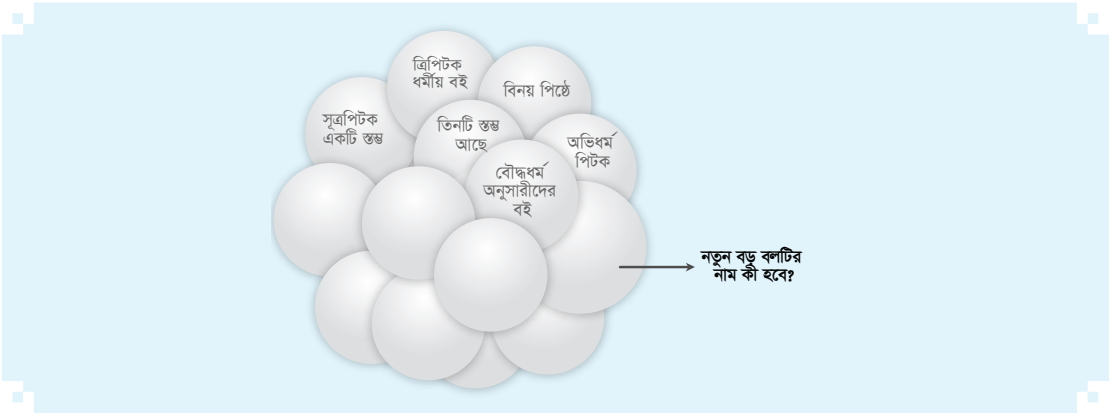 ত্রিপিটক
ধর্মীয় বই
বিনয় পিষ্ঠে
সূত্রপিটক
একটি স্তম্ভ
তিনটি স্তম্ভ
আছে
অভিধর্ম
পিটক
বৌদ্ধধর্ম
অনুসারীদের
বই
নতুন বড় বলটির
নাম কী হবে?